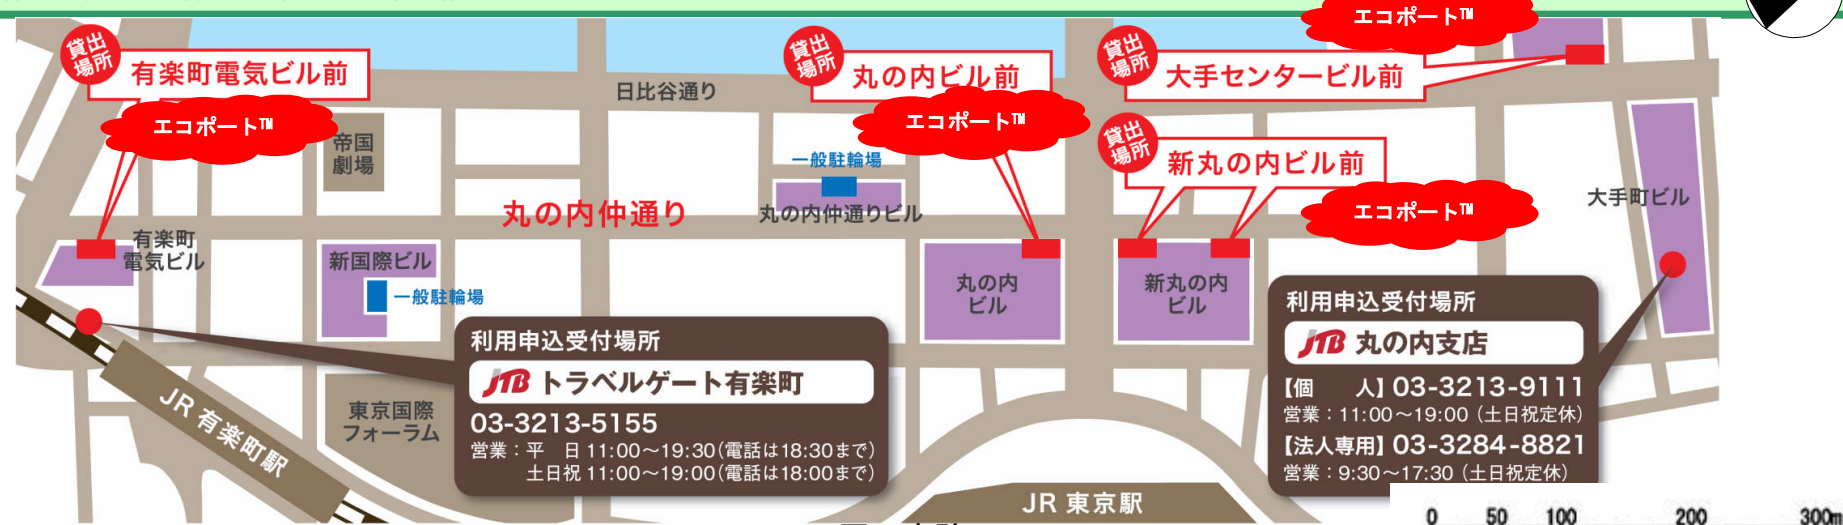 エコポート™
貸出
場所
有楽町電気ビル前
エコポート™
貸出
場所
丸の内ビル前
エコポート™
貸出
場所
大手センタービル前
日比谷通り
帝国
劇場
一般駐輪場
丸の内仲通りビル
貸出
場所
新丸の内ビル前
エコポート™
大手町ビル
丸の内仲通り
有楽町
電気ビル
新国際ビル
一般駐輪場
丸の内
ビル
新丸の内
ビル
利用申込受付場所
JTB トラベルゲート有楽町
03-3213-5155
営業：平　日 11:00～19:30（電話は18:30まで）
土日祝 11:00～19:00（電話は18:00まで）
利用申込受付場所
JTB 丸の内支店
【個　　人】03-3213-9111
営業：11:00～19:00（土日祝定休）
【法人専用】03-3284-8821
営業：9:30～17:30（土日祝定休）
東京国際
フォーラム
JR 有楽町駅
JR 東京駅
0 50 100 200 300m